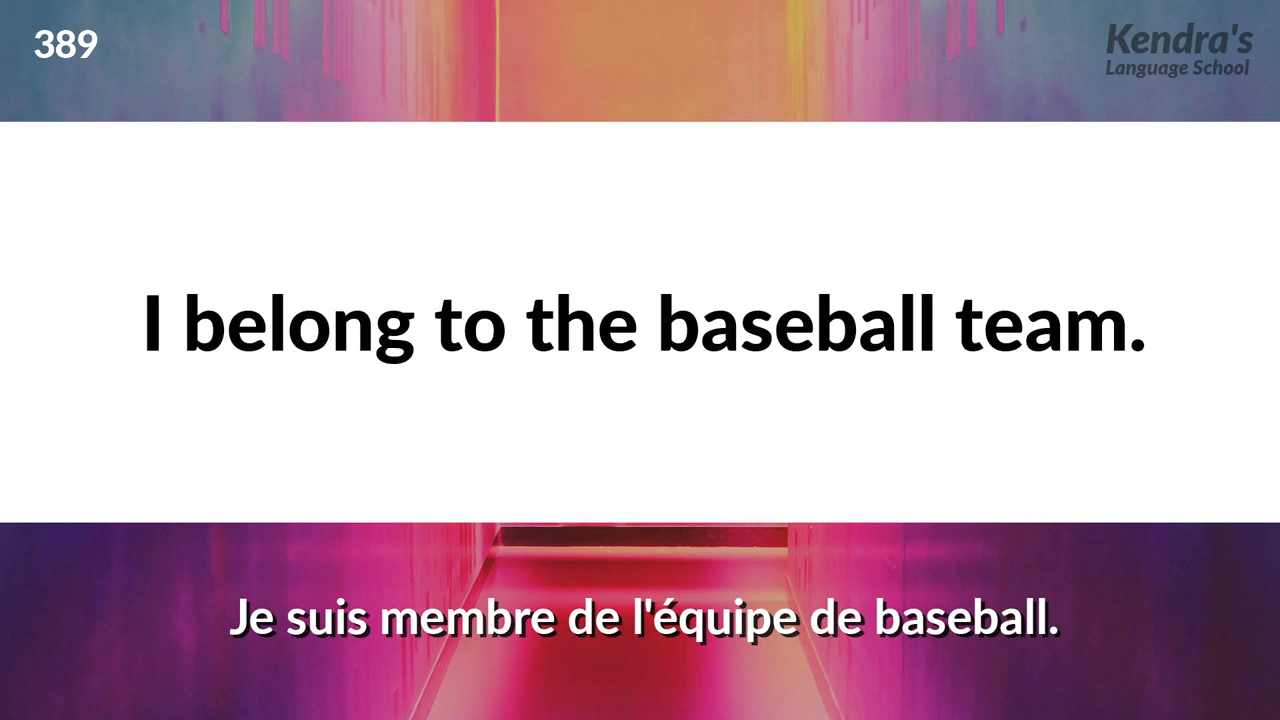 389
Kendra's
Language School
I belong to the baseball team.
Je suis membre de l'équipe de baseball.